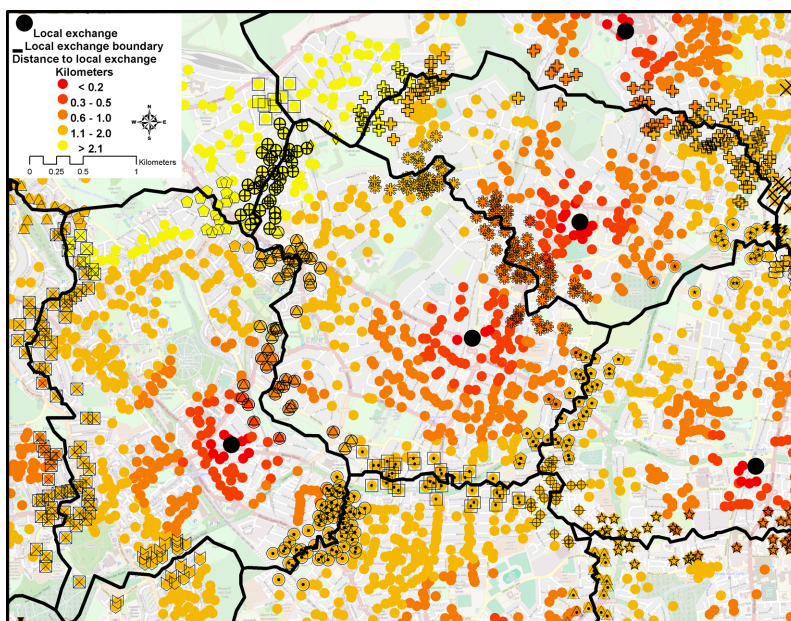 Local exchange
Local exchange boundary
Distance to local exchange
Kilometers
< 0.2
0.3 - 0.5
0.6 - 1.0
1.1 - 2.0
> 2.1
N
W E
S
0 0.25 0.5 1 Kilometers